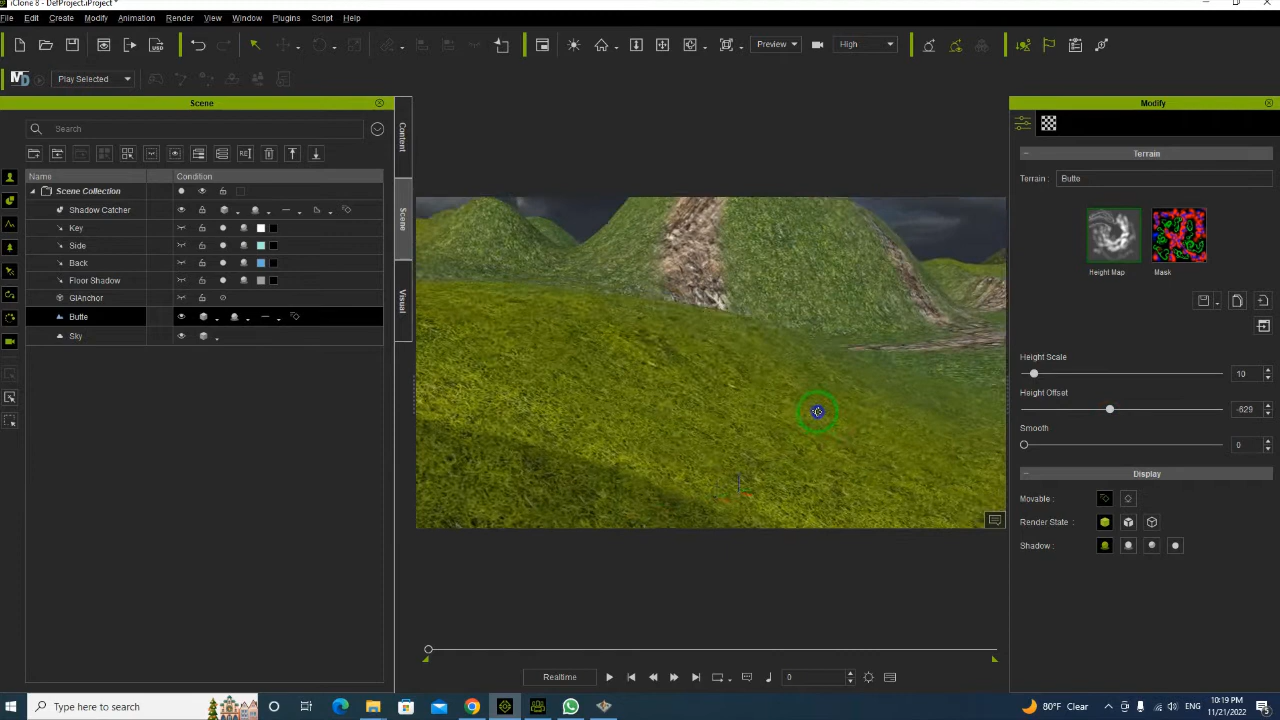 iClone 8 - DefProject.iProject *
File Edit Create Modify Animation Render View Window Plugins Script Help
Preview High
Play Selected
Scene
Modify
Search
Name Condition
Scene Collection
Shadow Catcher
Key
Side
Back
Floor Shadow
GIAnchor
Butte
Sky
Content
Scene
Visual
Terrain
Terrain : Butte
Height Map Mask
Height Scale
10
Height Offset
-629
Smooth
0
Display
Movable :
Render State :
Shadow :
Realtime 0
Type here to search
80°F Clear
ENG
10:19 PM
11/21/2022